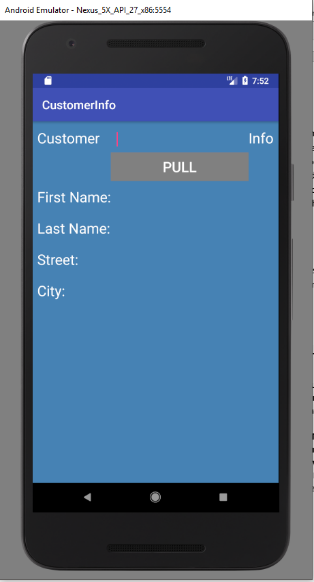 Android Emulator - Nexus_5X_API_27_x86:5554
7:52
CustomerInfo
Customer Info
PULL
First Name:
Last Name:
Street:
City: